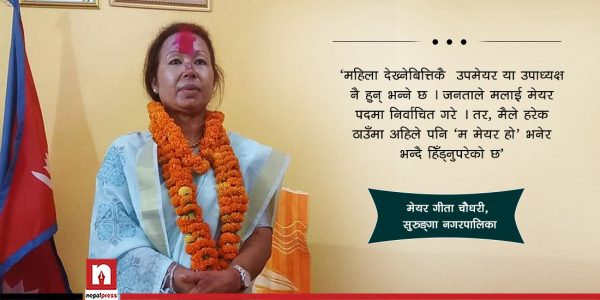 ‘महिला देख्नेबित्तिकै उपमेयर या उपाध्यक्ष
नै हुन् भन्ने छ । जनताले मलाई मेयर
पदमा निर्वाचित गरे । तर, मैले हरेक
ठाउँमा अहिले पनि ‘म मेयर हो’ भनेर
भन्दै हिँड्नुपरेको छ’
मेयर गीता चौधरी,
सुरुङ्गा नगरपालिका
n
nepalpress